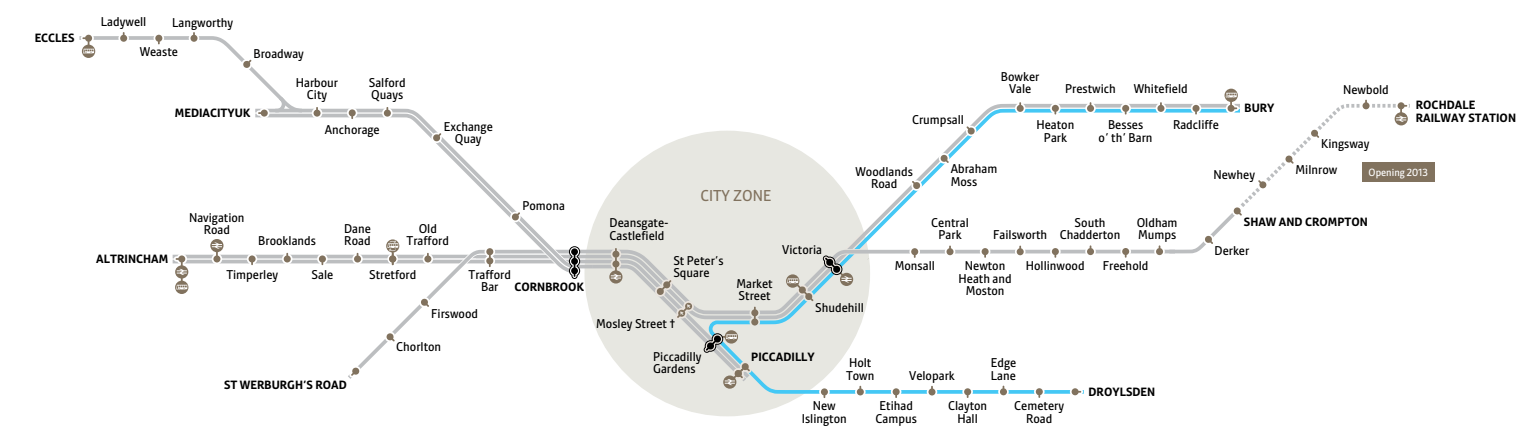 ECCLES
Ladywell
Weaste
Langworthy
Broadway
MEDIACITYUK
Harbour
City
Anchorage
Salford
Quays
Exchange
Quay
Pomona
ALTRINCHAM
Navigation
Road
Timperley
Brooklands
Sale
Dane
Road
Stretford
Old
Trafford
Trafford
Bar
CORNBROOK
Firswood
Chorlton
ST WERBURGH'S ROAD
CITY ZONE
Deansgate-
Castlefield
St Peter's
Square
Mosley Street †
Piccadilly
Gardens
PICCADILLY
Market
Street
Shudehill
Victoria
Woodlands
Road
Abraham
Moss
Crumpsall
Bowker
Vale
Heaton
Park
Prestwich
Besses
o' th' Barn
Whitefield
Radcliffe
BURY
Monsall
Central
Park
Newton
Heath and
Moston
Failsworth
Hollinwood
South
Chadderton
Freehold
Oldham
Mumps
Derker
SHAW AND CROMPTON
Newhey
Milnrow
Kingsway
Newbold
ROCHDALE
RAILWAY STATION
Opening 2013
New
Islington
Holt
Town
Etihad
Campus
Velopark
Clayton
Hall
Edge
Lane
Cemetery
Road
DROYLSDEN